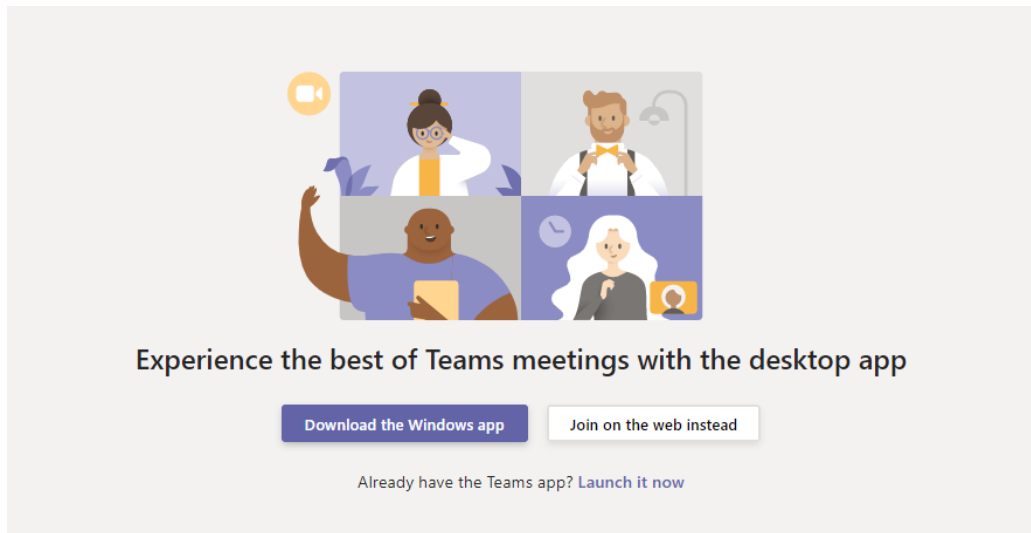 Experience the best of Teams meetings with the desktop app
Download the Windows app
Join on the web instead
Already have the Teams app? Launch it now